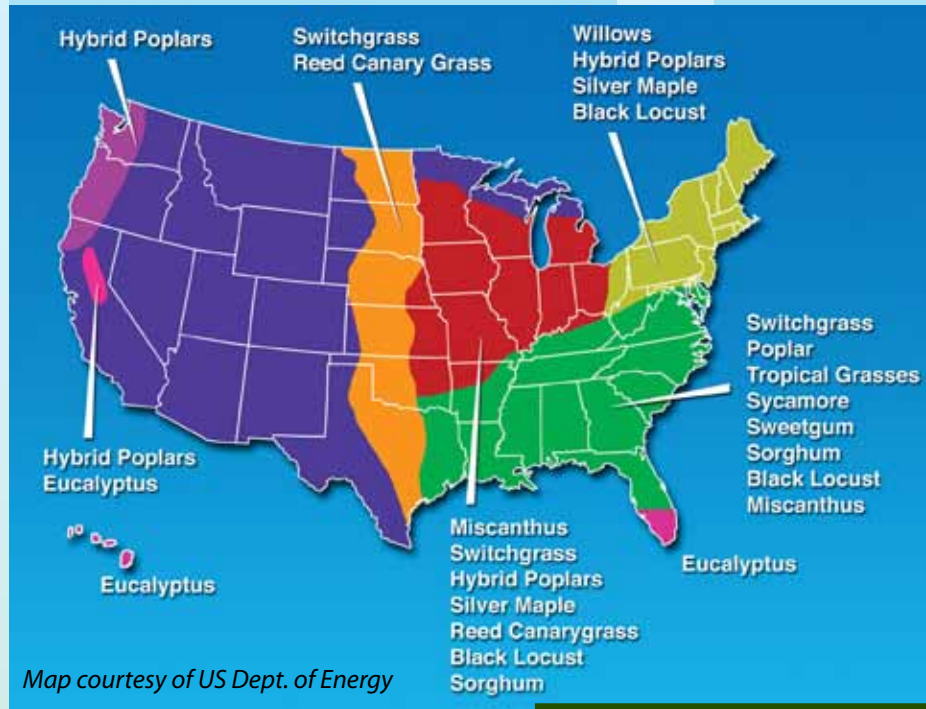 Hybrid Poplars
Switchgrass
Reed Canary Grass
Willows
Hybrid Poplars
Silver Maple
Black Locust
Switchgrass
Poplar
Tropical Grasses
Sycamore
Sweetgum
Sorghum
Black Locust
Miscanthus
Hybrid Poplars
Eucalyptus
Eucalyptus
Miscanthus
Switchgrass
Hybrid Poplars
Silver Maple
Reed Canarygrass
Black Locust
Sorghum
Eucalyptus
Map courtesy of US Dept. of Energy